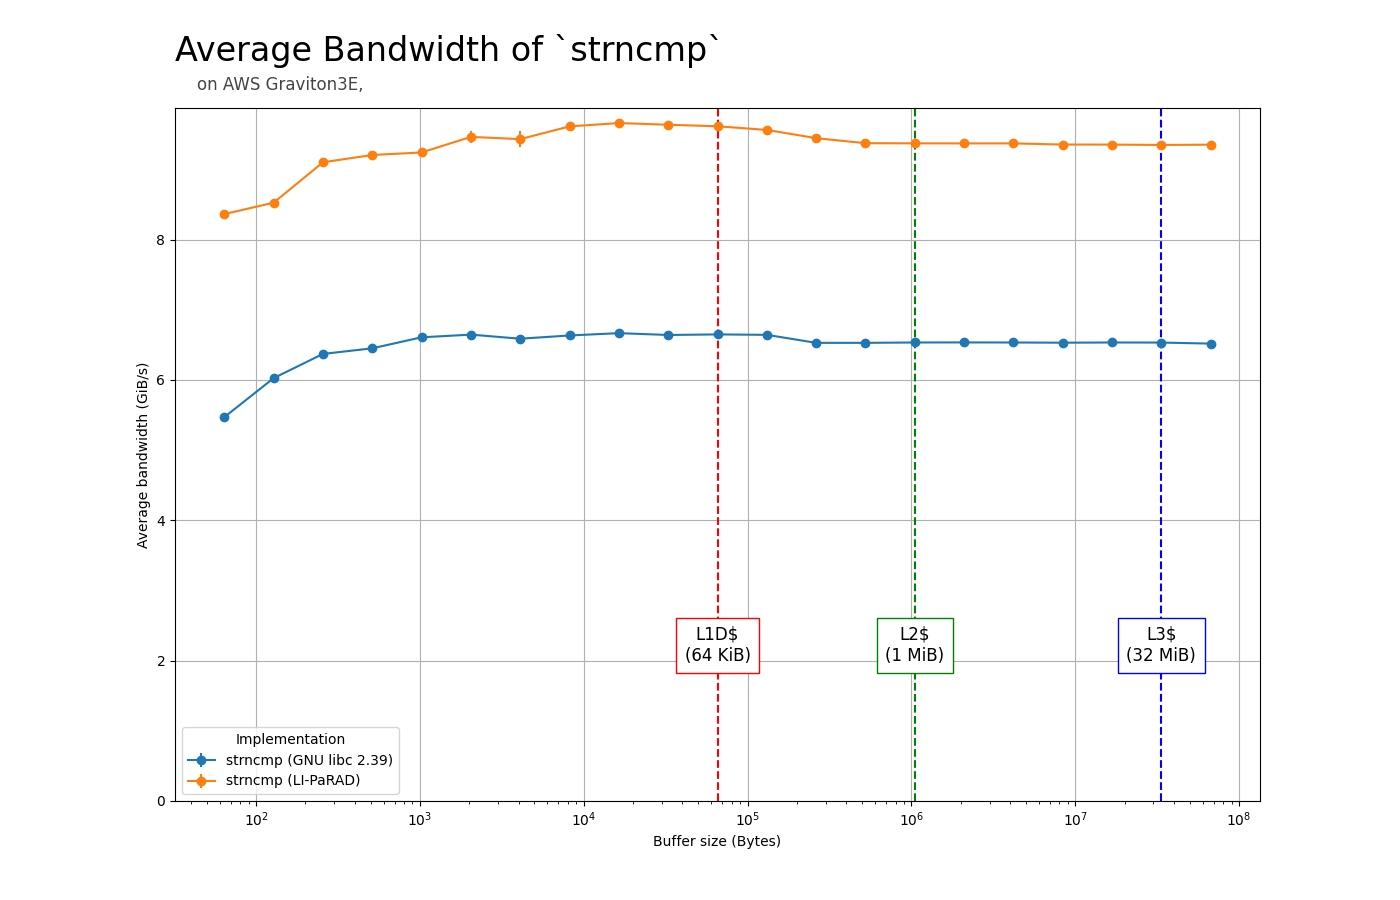 Average Bandwidth of `strncmp`
on AWS Graviton3E,
Average bandwidth (GiB/s)
8
6
4
2
0
L1D$
(64 KiB)
L2$
(1 MiB)
L3$
(32 MiB)
Implementation
strncmp (GNU libc 2.39)
strncmp (LI-PaRAD)
10² 10³ 10⁴ 10⁵ 10⁶ 10⁷ 10⁸
Buffer size (Bytes)